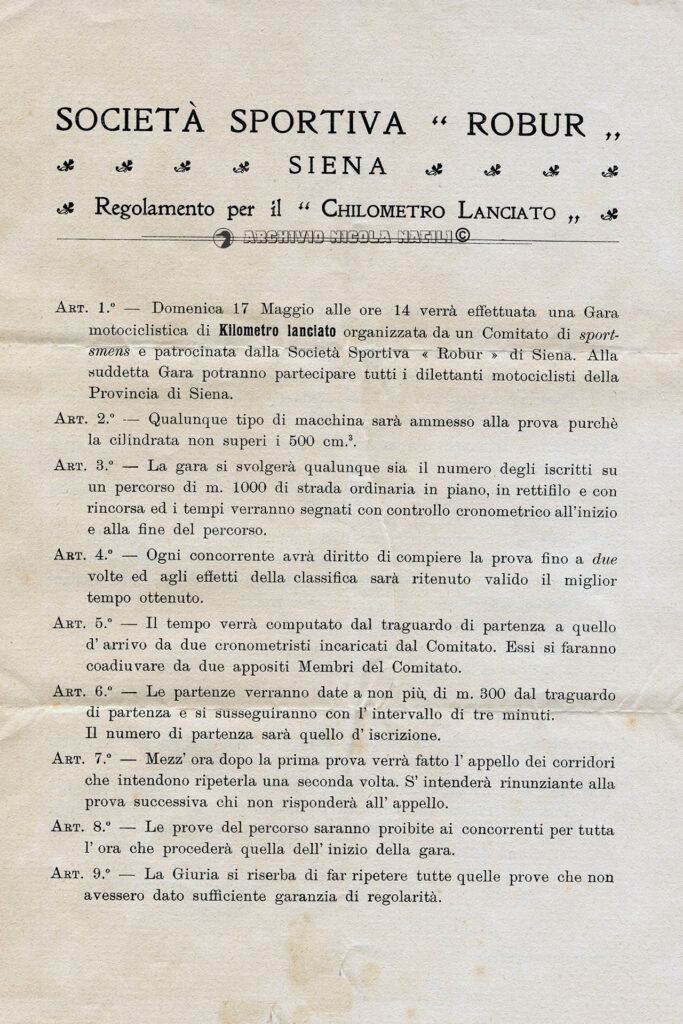 SOCIETÀ SPORTIVA “ ROBUR „
SIENA
Regolamento per il “ CHILOMETRO LANCIATO „
ARCHIVIO NICOLA NATILI©
ART. 1.º — Domenica 17 Maggio alle ore 14 verrà effettuata una Gara
motociclistica di Kilometro lanciato organizzata da un Comitato di sport-
smens e patrocinata dalla Società Sportiva « Robur » di Siena. Alla
suddetta Gara potranno partecipare tutti i dilettanti motociclisti della
Provincia di Siena.
ART. 2.º — Qualunque tipo di macchina sarà ammesso alla prova purchè
la cilindrata non superi i 500 cm.³.
ART. 3.º — La gara si svolgerà qualunque sia il numero degli iscritti su
un percorso di m. 1000 di strada ordinaria in piano, in rettifilo e con
rincorsa ed i tempi verranno segnati con controllo cronometrico all'inizio
e alla fine del percorso.
ART. 4.º — Ogni concorrente avrà diritto di compiere la prova fino a due
volte ed agli effetti della classifica sarà ritenuto valido il miglior
tempo ottenuto.
ART. 5.º — Il tempo verrà computato dal traguardo di partenza a quello
d' arrivo da due cronometristi incaricati dal Comitato. Essi si faranno
coadiuvare da due appositi Membri del Comitato.
ART. 6.º — Le partenze verranno date a non più, di m. 300 dal traguardo
di partenza e si susseguiranno con l' intervallo di tre minuti.
Il numero di partenza sarà quello d' iscrizione.
ART. 7.º — Mezz' ora dopo la prima prova verrà fatto l' appello dei corridori
che intendono ripeterla una seconda volta. S' intenderà rinunziante alla
prova successiva chi non risponderà all' appello.
ART. 8.º — Le prove del percorso saranno proibite ai concorrenti per tutta
l' ora che procederà quella dell' inizio della gara.
ART. 9.º — La Giuria si riserba di far ripetere tutte quelle prove che non
avessero dato sufficiente garanzia di regolarità.